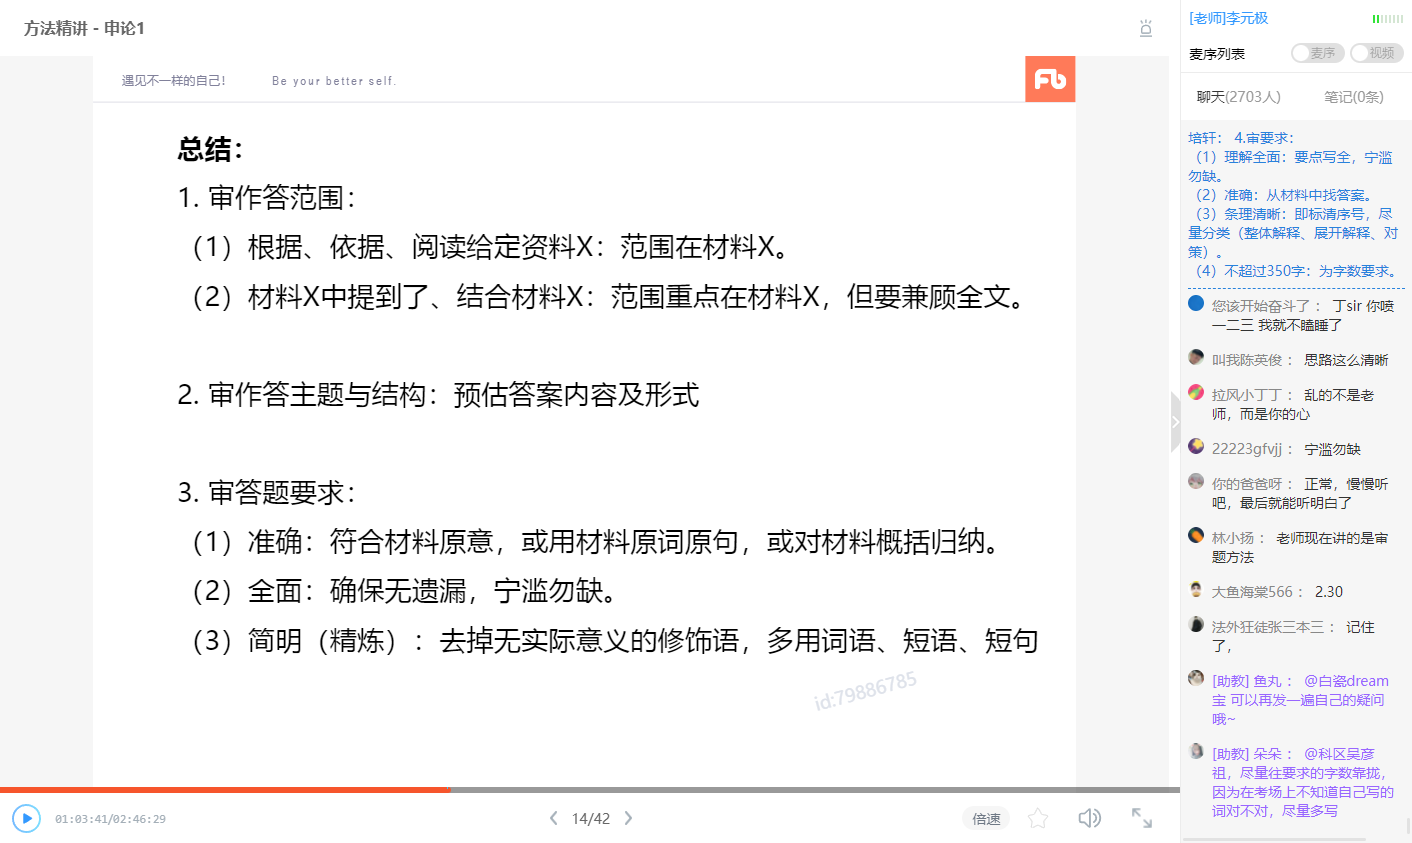 方法精讲 - 申论1
遇见不一样的自己! Be your better self.
Fb
总结：
1. 审作答范围：
（1）根据、依据、阅读给定资料X：范围在材料X。
（2）材料X中提到了、结合材料X：范围重点在材料X，但要兼顾全文。
2. 审作答主题与结构：预估答案内容及形式
3. 审答题要求：
（1）准确：符合材料原意，或用材料原词原句，或对材料概括归纳。
（2）全面：确保无遗漏，宁滥勿缺。
（3）简明（精炼）：去掉无实际意义的修饰语，多用词语、短语、短句
id:79886785
01:03:41/02:46:29
14/42
倍速
[老师]李元极
麦序列表 麦序 视频
聊天(2703人) 笔记(0条)
培轩： 4.审要求：
（1）理解全面：要点写全，宁滥
勿缺。
（2）准确：从材料中找答案。
（3）条理清晰：即标清序号，尽
量分类（整体解释、展开解释、对
策）。
（4）不超过350字：为字数要求。
您该开始奋斗了： 丁sir 你喷
一二三 我就不瞌睡了
叫我陈英俊： 思路这么清晰
拉风小丁丁： 乱的不是老
师，而是你的心
22223gfvjj： 宁滥勿缺
你的爸爸呀： 正常，慢慢听
吧，最后就能听明白了
林小扬： 老师现在讲的是审
题方法
大鱼海棠566： 2.30
法外狂徒张三本三： 记住
了，
[助教] 鱼丸： @白瓷dream
宝 可以再发一遍自己的疑问
哦~
[助教] 朵朵： @科区吴彦
祖，尽量往要求的字数靠拢，
因为在考场上不知道自己写的
词对不对，尽量多写